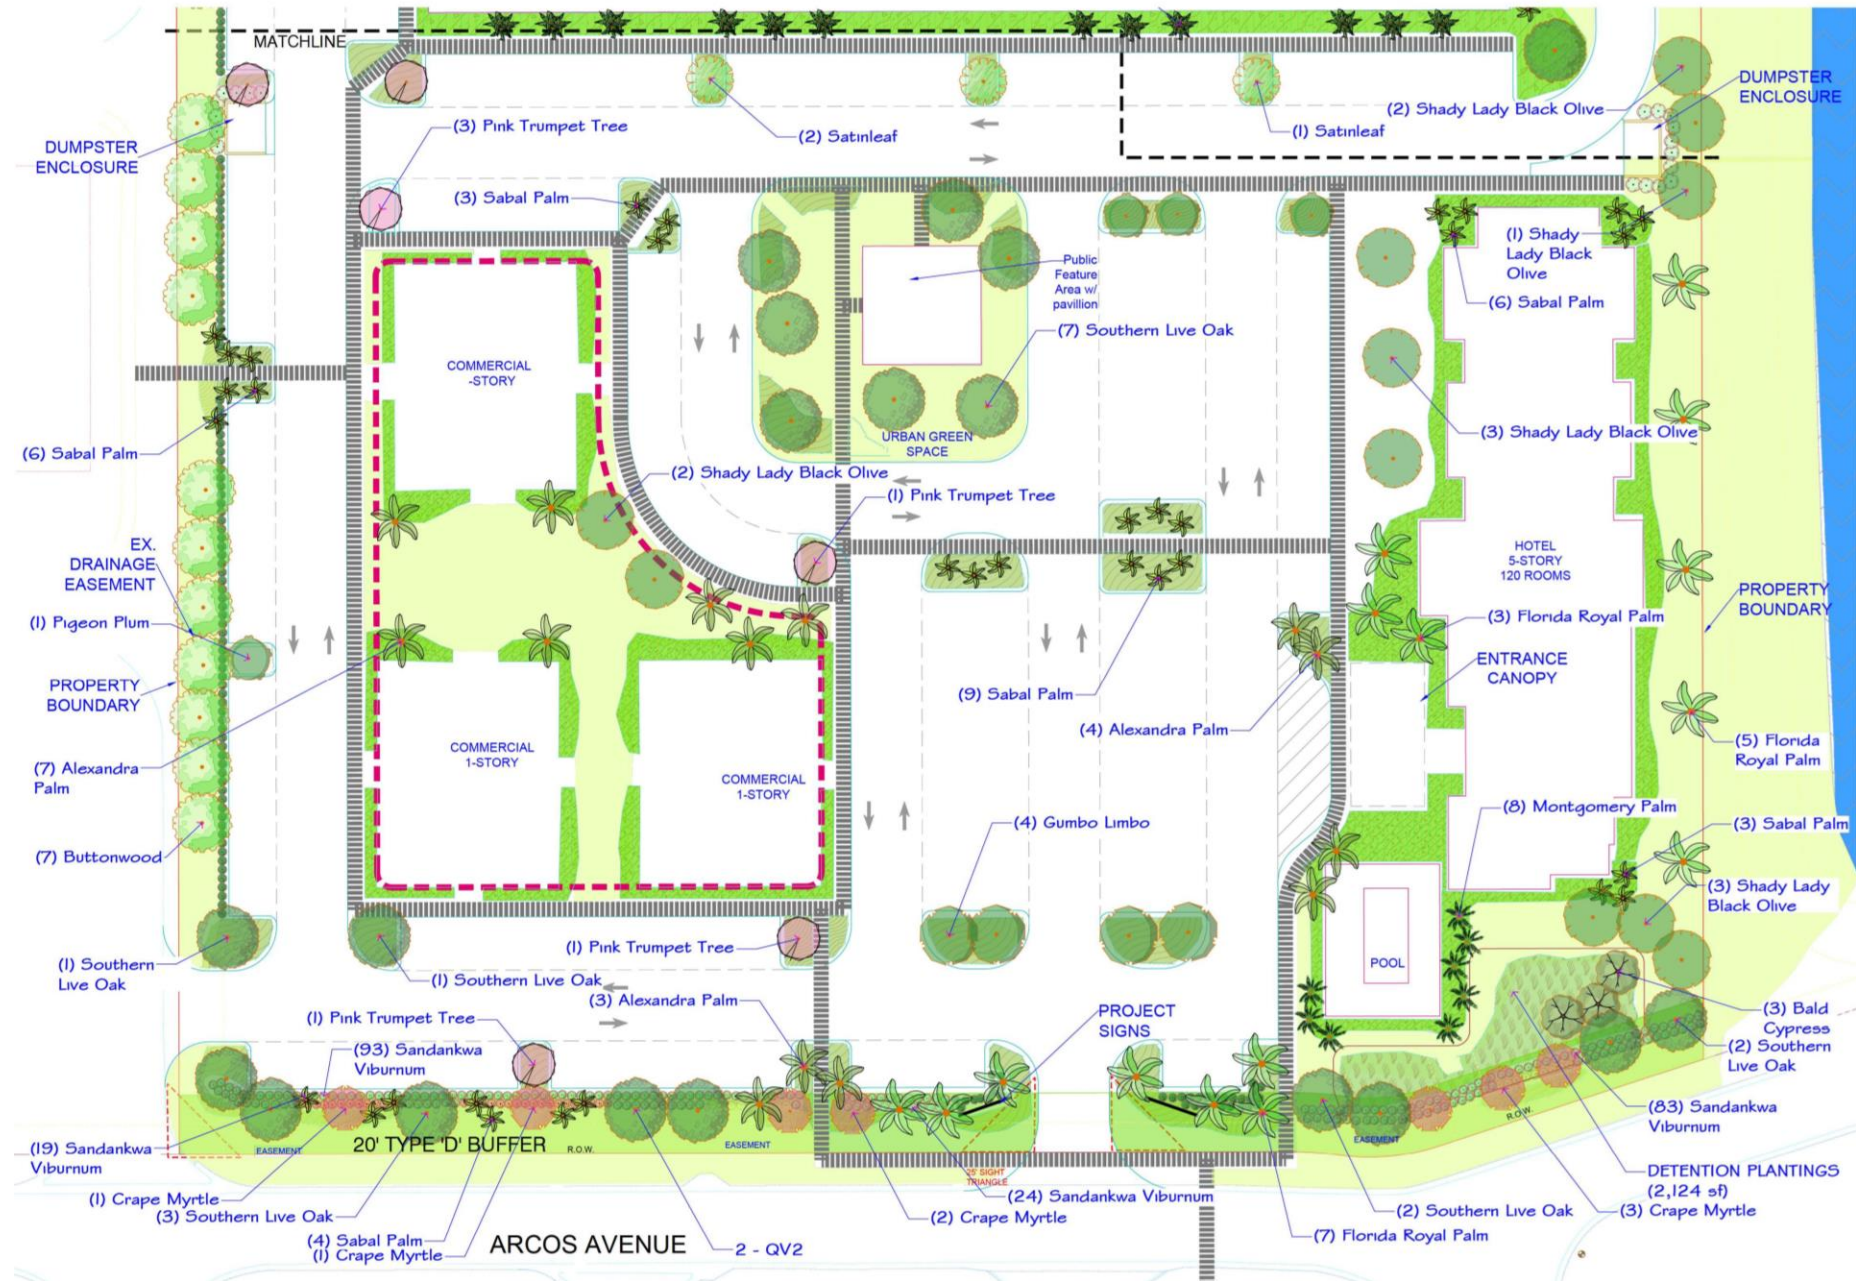 MATCHLINE
DUMPSTER
ENCLOSURE
(3) Pink Trumpet Tree
(2) Satinleaf
(1) Satinleaf
(2) Shady Lady Black Olive
DUMPSTER
ENCLOSURE
(3) Sabal Palm
Public
Feature
Area w/
pavillion
(7) Southern Live Oak
(1) Shady
Lady Black
Olive
(6) Sabal Palm
COMMERCIAL
-STORY
URBAN GREEN
SPACE
(3) Shady Lady Black Olive
(6) Sabal Palm
(2) Shady Lady Black Olive
(1) Pink Trumpet Tree
EX.
DRAINAGE
EASEMENT
HOTEL
5-STORY
120 ROOMS
PROPERTY
BOUNDARY
(1) Pigeon Plum
(3) Florida Royal Palm
ENTRANCE
CANOPY
PROPERTY
BOUNDARY
(9) Sabal Palm
(4) Alexandra Palm
(5) Florida
Royal Palm
(7) Alexandra
Palm
COMMERCIAL
1-STORY
COMMERCIAL
1-STORY
(8) Montgomery Palm
(4) Gumbo Limbo
(3) Sabal Palm
(7) Buttonwood
(3) Shady Lady
Black Olive
(1) Southern
Live Oak
(1) Pink Trumpet Tree
(1) Southern Live Oak
POOL
(3) Alexandra Palm
PROJECT
SIGNS
(1) Pink Trumpet Tree
(3) Bald
Cypress
(2) Southern
Live Oak
(93) Sandankwa
Viburnum
(83) Sandankwa
Viburnum
R.O.W.
(19) Sandankwa
Viburnum
EASEMENT
20' TYPE 'D' BUFFER
R.O.W.
EASEMENT
EASEMENT
25' SIGHT
TRIANGLE
DETENTION PLANTINGS
(2,124 sf)
(1) Crape Myrtle
(3) Southern Live Oak
(24) Sandankwa Viburnum
(2) Crape Myrtle
(2) Southern Live Oak
(3) Crape Myrtle
(4) Sabal Palm
(1) Crape Myrtle
ARCOS AVENUE
2 - QV2
(7) Florida Royal Palm